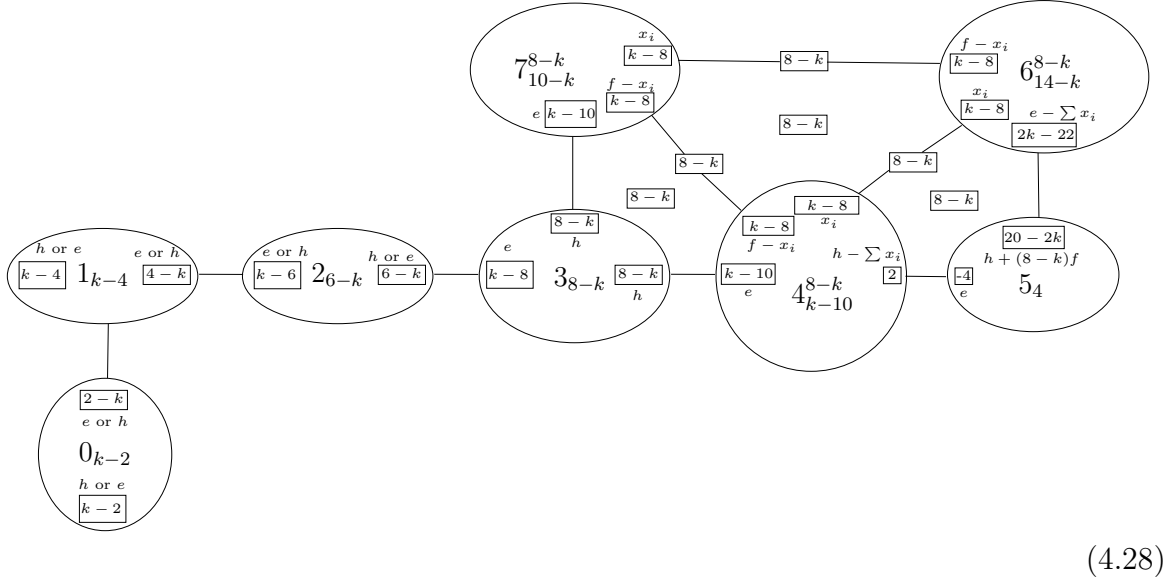 x_i
k − 8
7^{8−k}_{10−k}
f − x_i
k − 8
e
k − 10
8 − k
f − x_i
k − 8
6^{8−k}_{14−k}
x_i
k − 8
e − ∑ x_i
2k − 22
8 − k
8 − k
8 − k
8 − k
8 − k
h or e
k − 4
1_{k−4}
e or h
4 − k
e or h
k − 6
2_{6−k}
h or e
6 − k
8 − k
h
e
k − 8
3_{8−k}
8 − k
h
k − 8
x_i
k − 8
f − x_i
h − ∑ x_i
k − 10
e
2
4^{8−k}_{k−10}
20 − 2k
h + (8 − k)f
-4
e
5_4
2 − k
e or h
0_{k−2}
h or e
k − 2
(4.28)